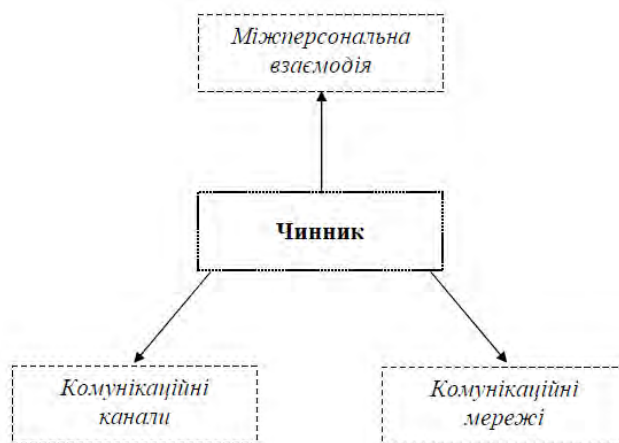 Міжперсональна
взаємодія
Чинник
Комунікаційні
канали
Комунікаційні
мережі